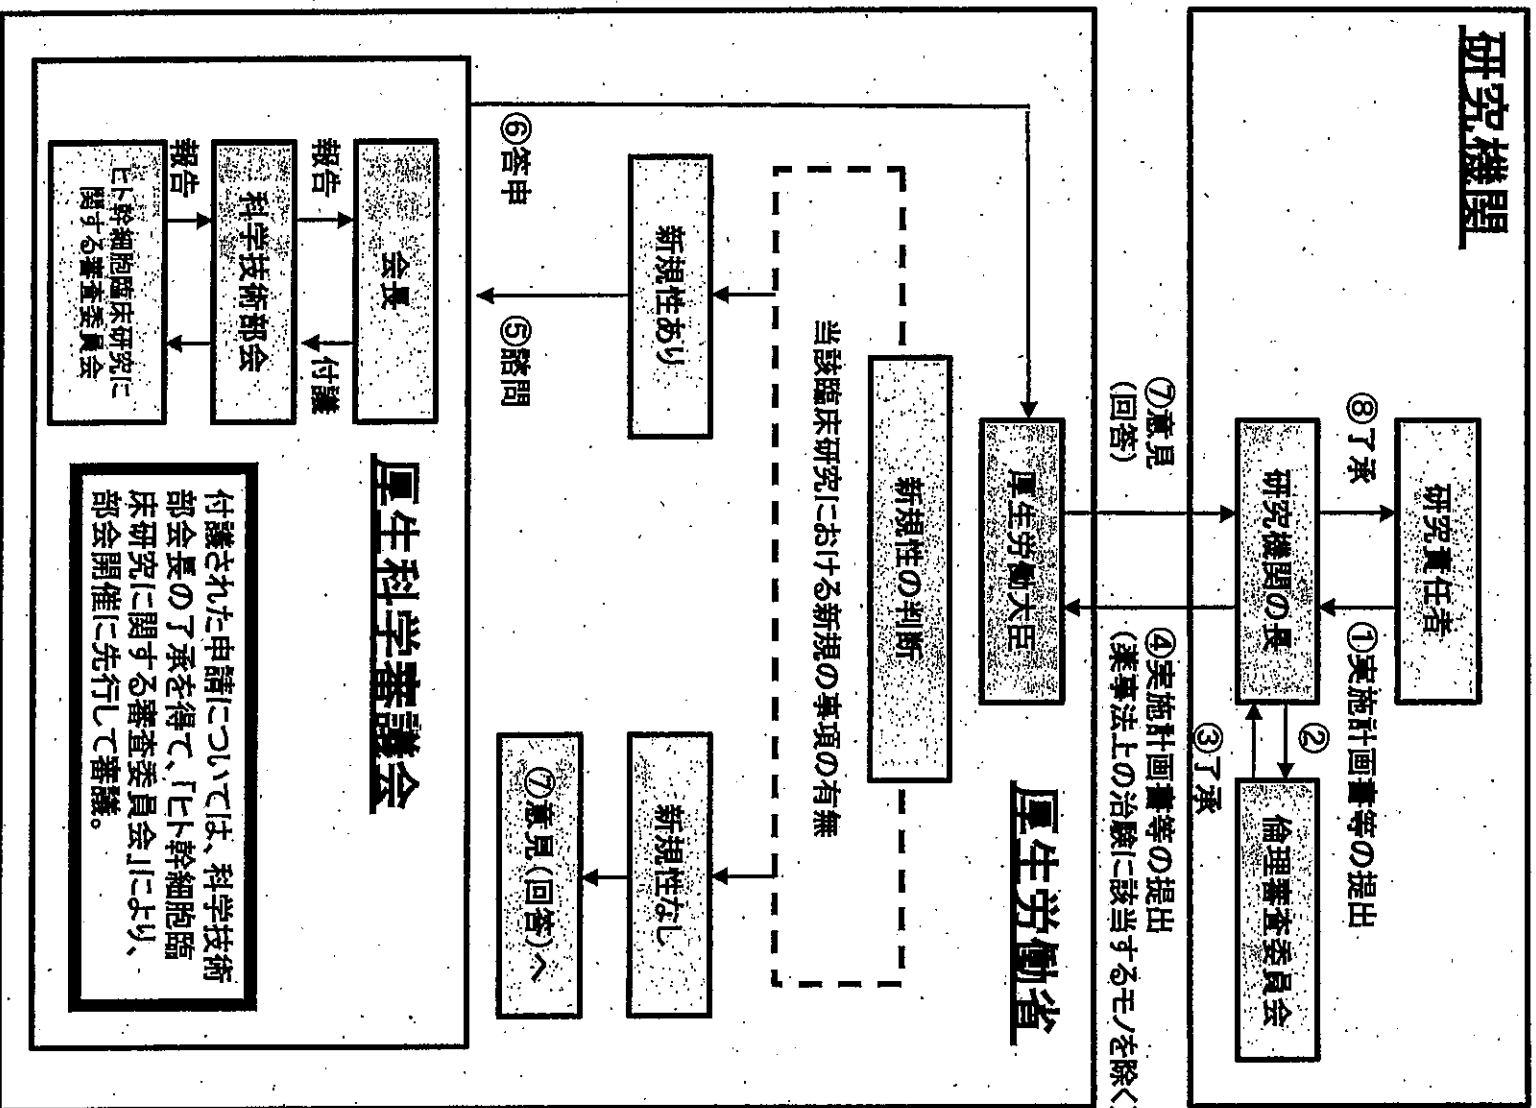 研究機関
研究責任者
⑧了承
①実施計画書等の提出
研究機関の長
②
③了承
倫理審査委員会
⑦意見
(回答)
④実施計画書等の提出
(薬事法上の治験に該当するモノを除く
厚生労働省
厚生労働大臣
新規性の判断
当該臨床研究における新規の事項の有無
新規性あり
新規性なし
⑥答申
⑤諮問
⑦意見(回答)へ
厚生科学審議会
会長
報告
付議
科学技術部会
報告
ヒト幹細胞臨床研究に
関する審査委員会
付議された申請については、科学技術
部会長の了承を得て、「ヒト幹細胞臨
床研究に関する審査委員会」により、
部会開催に先行して審議。